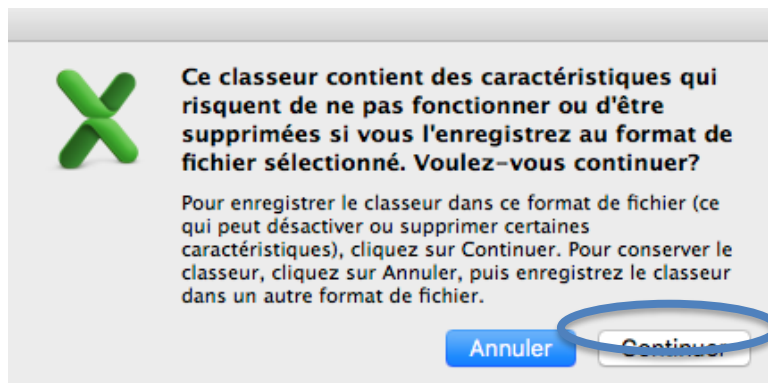 Ce classeur contient des caractéristiques qui
risquent de ne pas fonctionner ou d'être
supprimées si vous l'enregistrez au format de
fichier sélectionné. Voulez-vous continuer?
Pour enregistrer le classeur dans ce format de fichier (ce
qui peut désactiver ou supprimer certaines
caractéristiques), cliquez sur Continuer. Pour conserver le
classeur, cliquez sur Annuler, puis enregistrez le classeur
dans un autre format de fichier.
Annuler Continuer